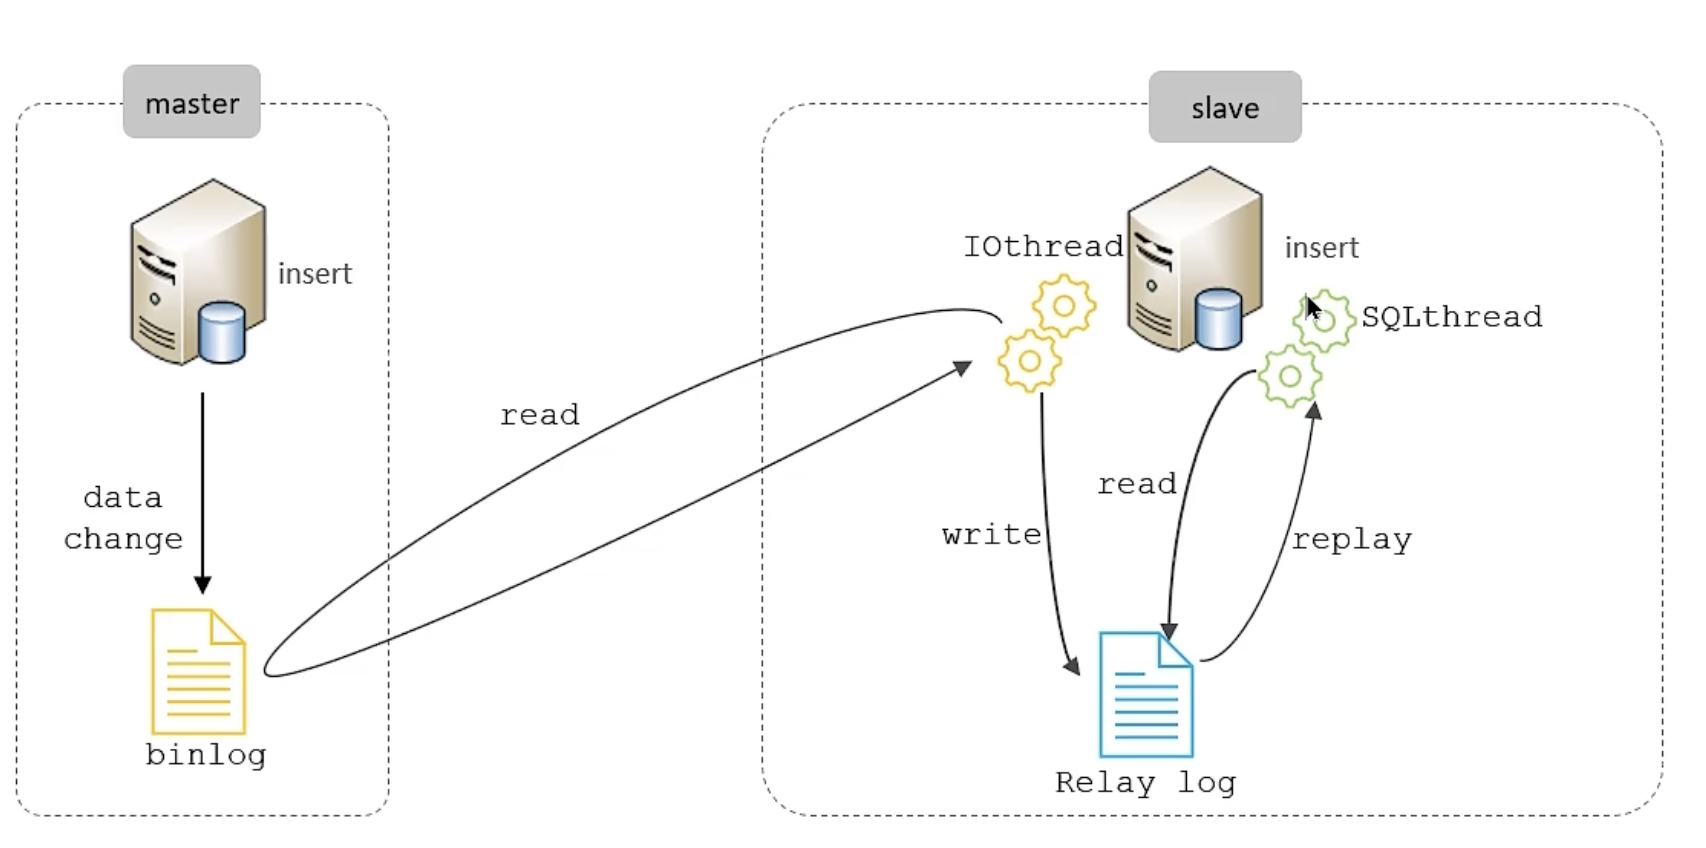 master
slave
insert
data
change
binlog
read
IOthread
insert
SQLthread
write
read
replay
Relay log